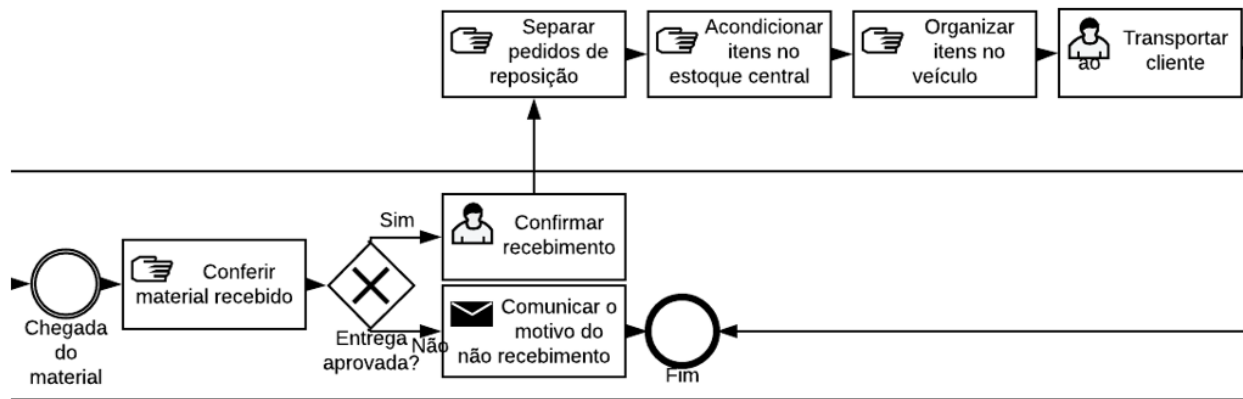 Separar
pedidos de
reposição
Acondicionar
itens no
estoque central
Organizar
itens no
veículo
Transportar
ao cliente
Sim
Confirmar
recebimento
Conferir
material recebido
Chegada
do
material
Entrega
aprovada?
Não
Comunicar o
motivo do
não recebimento
Fim